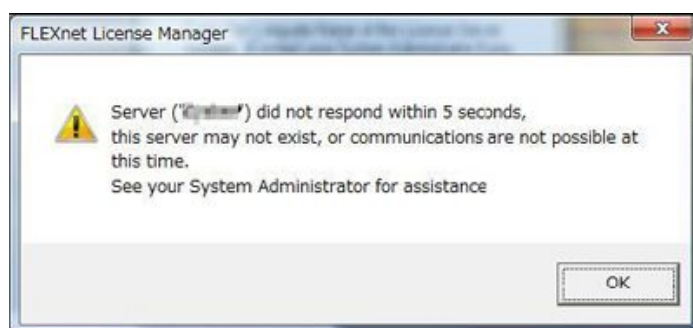 FLEXnet License Manager
Server ("") did not respond within 5 seconds,
this server may not exist, or communications are not possible at
this time.
See your System Administrator for assistance
OK